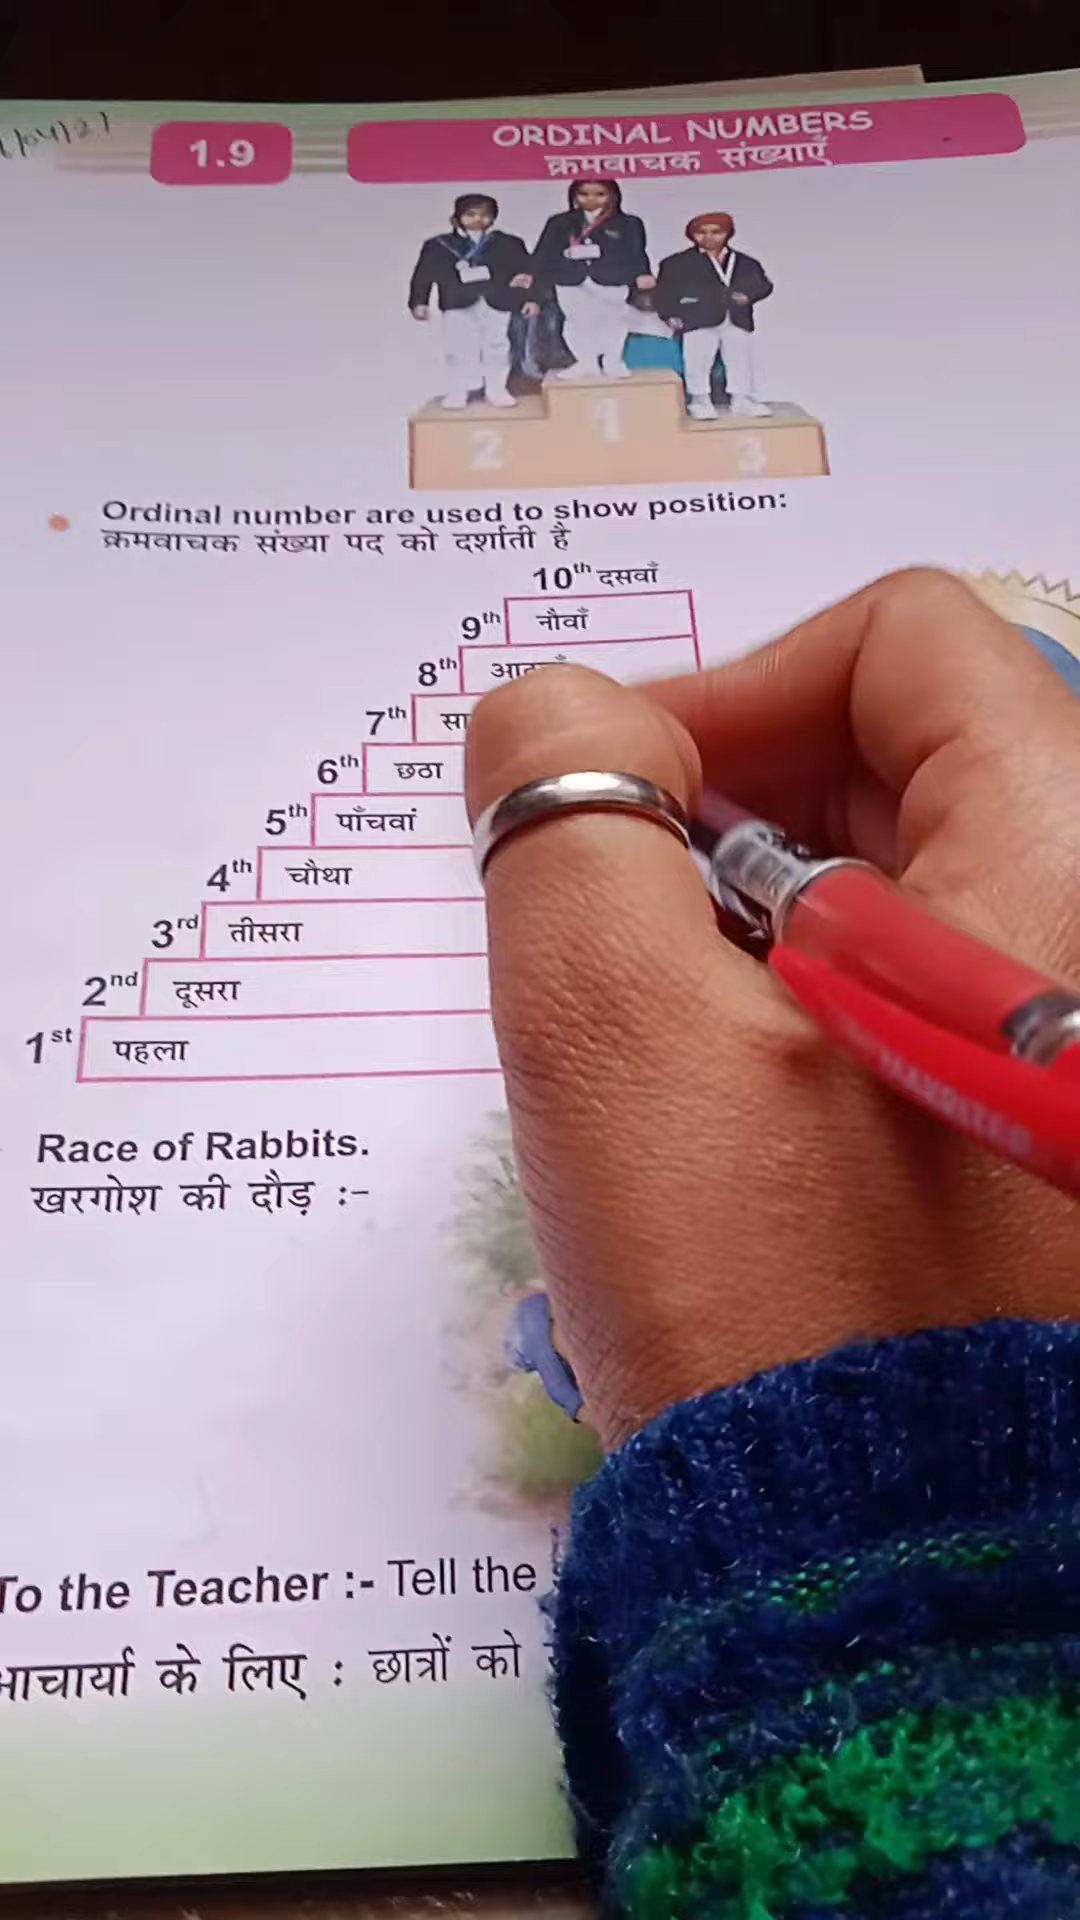 1.9
ORDINAL NUMBERS
क्रमवाचक संख्याएँ
2 1 3
Ordinal number are used to show position:
क्रमवाचक संख्या पद को दर्शाती है
10th दसवाँ
9th नौवाँ
8th
7th
6th छठा
5th पाँचवां
4th चौथा
3rd तीसरा
2nd दूसरा
1st पहला
Race of Rabbits.
खरगोश की दौड़ :–
To the Teacher :- Tell the
आचार्या के लिए : छात्रों को